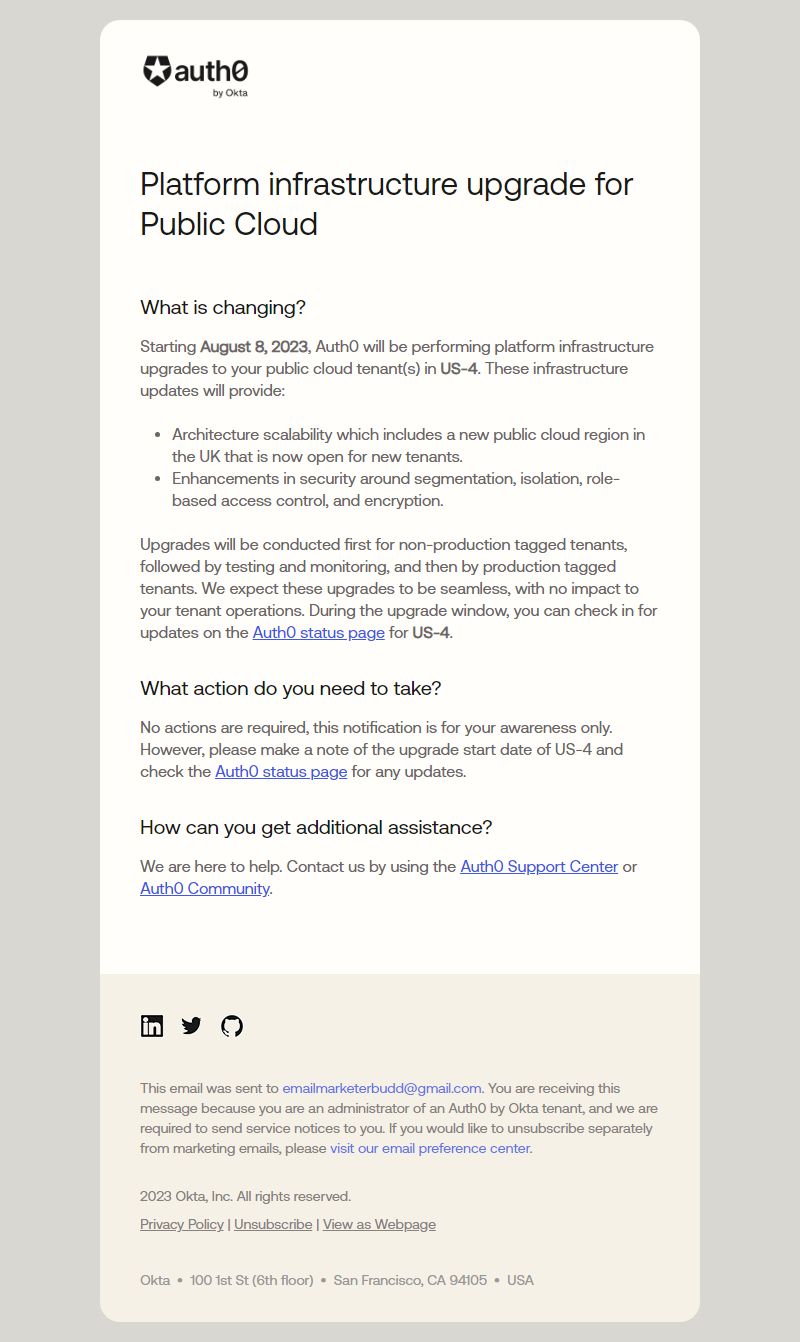 auth0
by Okta
Platform infrastructure upgrade for
Public Cloud
What is changing?
Starting August 8, 2023, Auth0 will be performing platform infrastructure
upgrades to your public cloud tenant(s) in US-4. These infrastructure
updates will provide:
• Architecture scalability which includes a new public cloud region in
the UK that is now open for new tenants.
• Enhancements in security around segmentation, isolation, role-
based access control, and encryption.
Upgrades will be conducted first for non-production tagged tenants,
followed by testing and monitoring, and then by production tagged
tenants. We expect these upgrades to be seamless, with no impact to
your tenant operations. During the upgrade window, you can check in for
updates on the Auth0 status page for US-4.
What action do you need to take?
No actions are required, this notification is for your awareness only.
However, please make a note of the upgrade start date of US-4 and
check the Auth0 status page for any updates.
How can you get additional assistance?
We are here to help. Contact us by using the Auth0 Support Center or
Auth0 Community.
in
This email was sent to emailmarketerbudd@gmail.com. You are receiving this
message because you are an administrator of an Auth0 by Okta tenant, and we are
required to send service notices to you. If you would like to unsubscribe separately
from marketing emails, please visit our email preference center.
2023 Okta, Inc. All rights reserved.
Privacy Policy | Unsubscribe | View as Webpage
Okta • 100 1st St (6th floor) • San Francisco, CA 94105 • USA